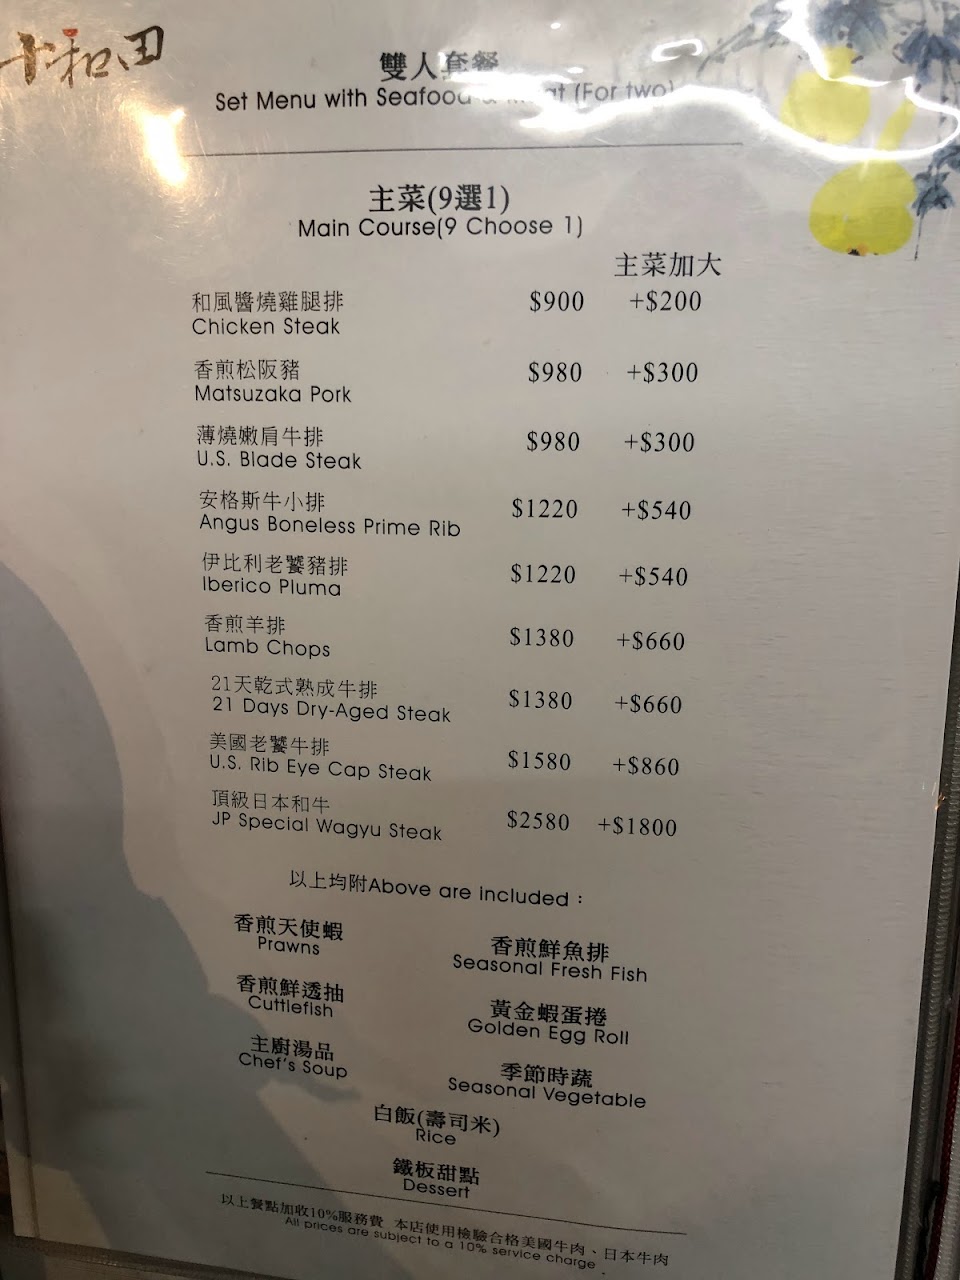 十和田
雙人套餐
Set Menu with Seafood & Meat (For two)
主菜(9選1)
Main Course(9 Choose 1)
主菜加大
和風醬燒雞腿排 $900 +$200
Chicken Steak
香煎松阪豬 $980 +$300
Matsuzaka Pork
薄燒嫩肩牛排 $980 +$300
U.S. Blade Steak
安格斯牛小排 $1220 +$540
Angus Boneless Prime Rib
伊比利老饕豬排 $1220 +$540
Iberico Pluma
香煎羊排 $1380 +$660
Lamb Chops
21天乾式熟成牛排 $1380 +$660
21 Days Dry-Aged Steak
美國老饕牛排 $1580 +$860
U.S. Rib Eye Cap Steak
頂級日本和牛 $2580 +$1800
JP Special Wagyu Steak
以上均附Above are included：
香煎天使蝦
Prawns
香煎鮮魚排
Seasonal Fresh Fish
香煎鮮透抽
Cuttlefish
黃金蝦蛋捲
Golden Egg Roll
主廚湯品
Chef's Soup
季節時蔬
Seasonal Vegetable
白飯(壽司米)
Rice
鐵板甜點
Dessert
以上餐點加收10%服務費 本店使用檢驗合格美國牛肉、日本牛肉
All prices are subject to a 10% service charge .